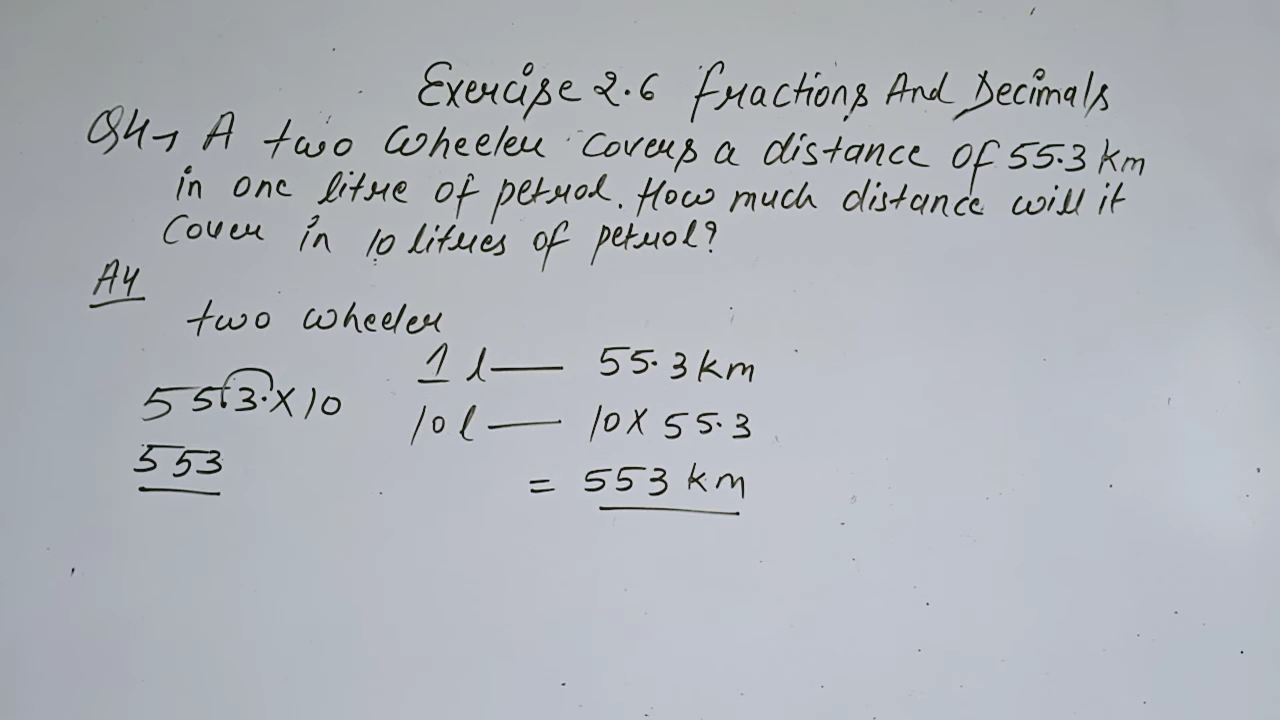 Exercise 2.6 fractions And Decimals
Q4→ A two wheeler covers a distance of 55.3 km
in one litre of petrol. How much distance will it
Cover in 10 litres of petrol?
A4
two wheeler
1 l — 55.3 km
55.3.×10
10 l — 10 × 55.3
553
= 553 km